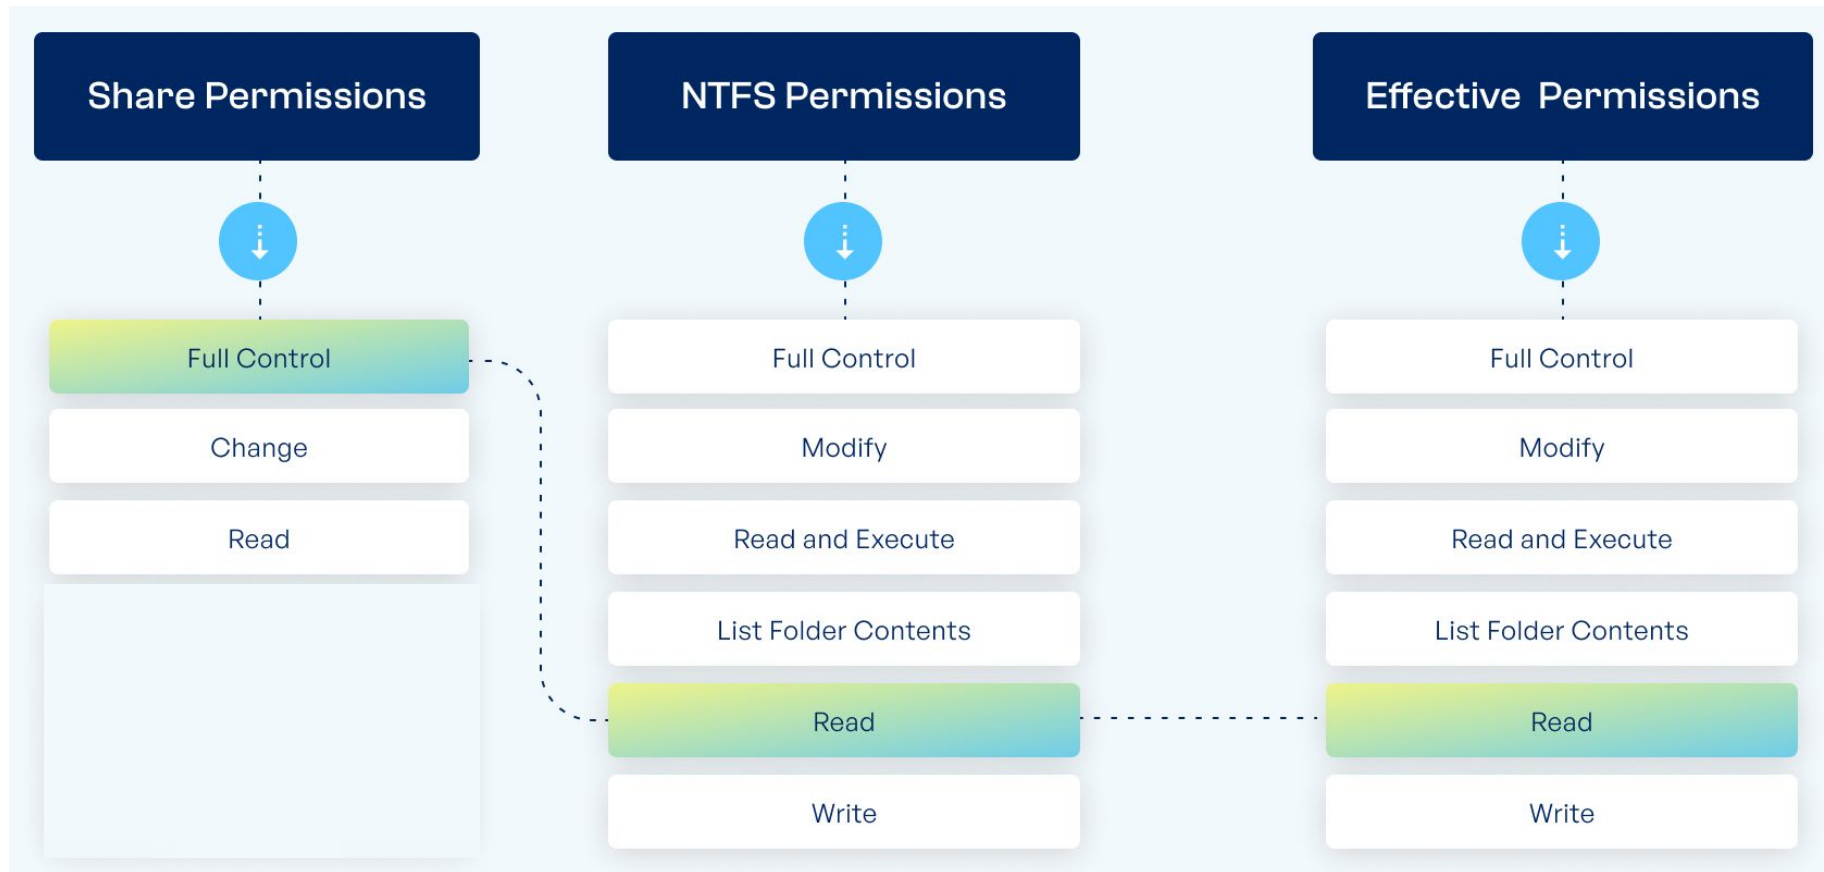 Share Permissions
Full Control
Change
Read
NTFS Permissions
Full Control
Modify
Read and Execute
List Folder Contents
Read
Write
Effective Permissions
Full Control
Modify
Read and Execute
List Folder Contents
Read
Write